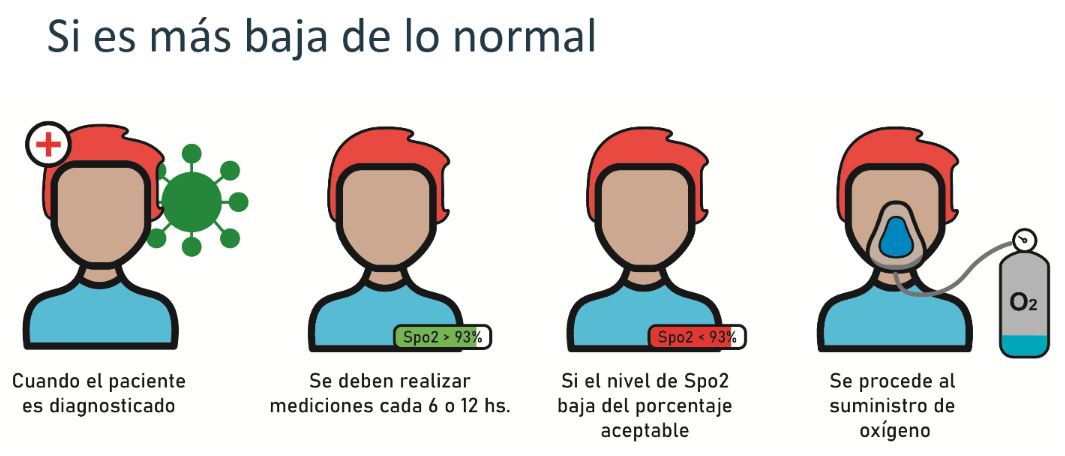 Si es más baja de lo normal
Spo2 > 93%
Spo2 < 93%
O2
Cuando el paciente
es diagnosticado
Se deben realizar
mediciones cada 6 o 12 hs.
Si el nivel de Spo2
baja del porcentaje
aceptable
Se procede al
suministro de
oxígeno